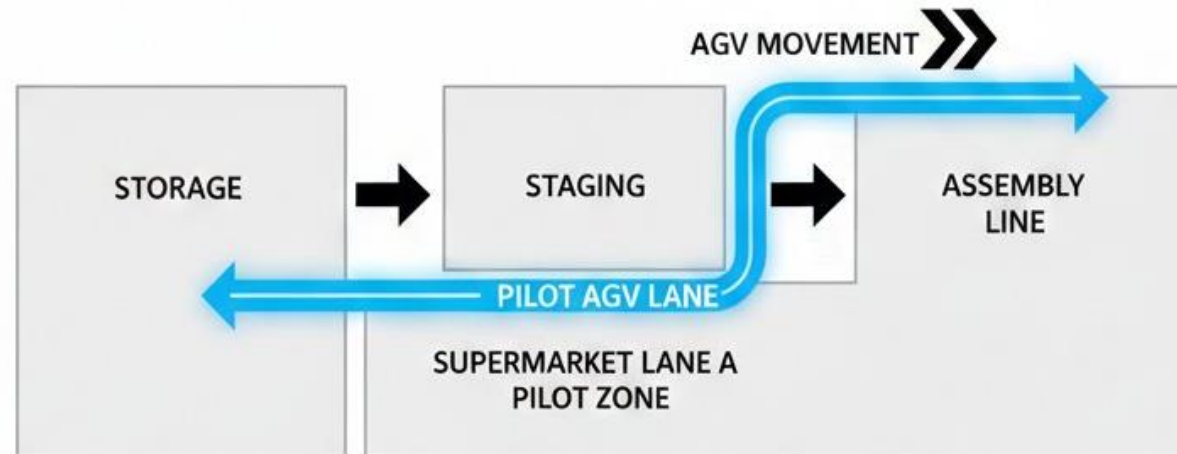 AGV MOVEMENT
STORAGE
STAGING
ASSEMBLY
LINE
PILOT AGV LANE
SUPERMARKET LANE A
PILOT ZONE